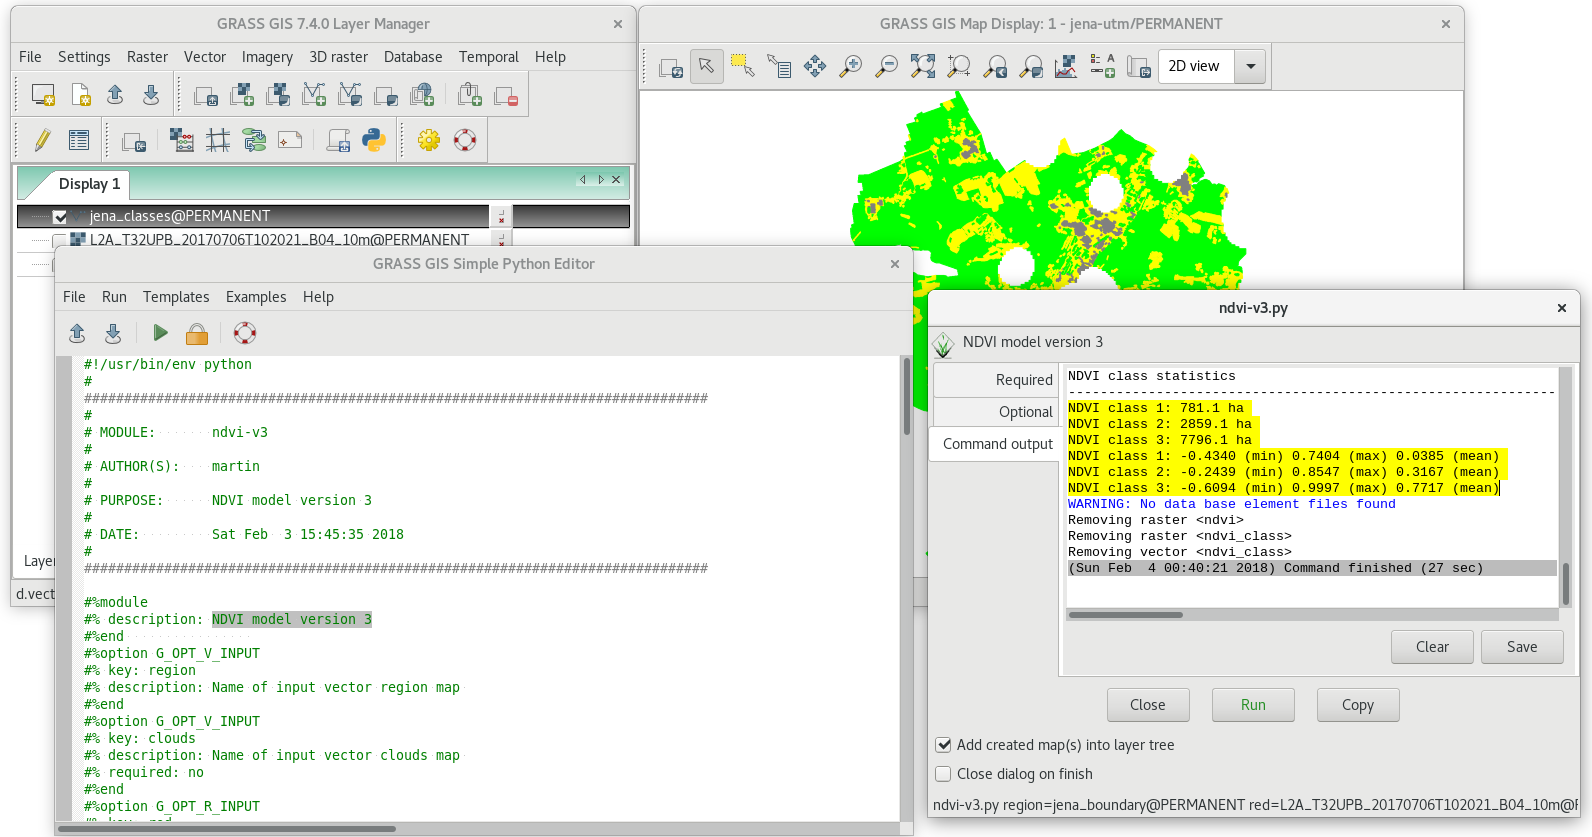 GRASS GIS 7.4.0 Layer Manager
File Settings Raster Vector Imagery 3D raster Database Temporal Help
Display 1
jena_classes@PERMANENT
L2A_T32UPB_20170706T102021_B04_10m@PERMANENT
Layer
d.vect
GRASS GIS Map Display: 1 - jena-utm/PERMANENT
2D view
GRASS GIS Simple Python Editor
File Run Templates Examples Help
#!/usr/bin/env python
#
##############################################################################
#
# MODULE: ndvi-v3
#
# AUTHOR(S): martin
#
# PURPOSE: NDVI model version 3
#
# DATE: Sat Feb  3 15:45:35 2018
#
##############################################################################
#%module
#% description: NDVI model version 3
#%end
#%option G_OPT_V_INPUT
#% key: region
#% description: Name of input vector region map
#%end
#%option G_OPT_V_INPUT
#% key: clouds
#% description: Name of input vector clouds map
#% required: no
#%end
#%option G_OPT_R_INPUT
#% key: red
ndvi-v3.py
NDVI model version 3
Required
Optional
Command output
NDVI class statistics
-------------------------------------------------------------
NDVI class 1: 781.1 ha
NDVI class 2: 2859.1 ha
NDVI class 3: 7796.1 ha
NDVI class 1: -0.4340 (min) 0.7404 (max) 0.0385 (mean)
NDVI class 2: -0.2439 (min) 0.8547 (max) 0.3167 (mean)
NDVI class 3: -0.6094 (min) 0.9997 (max) 0.7717 (mean)
WARNING: No data base element files found
Removing raster <ndvi>
Removing raster <ndvi_class>
Removing vector <ndvi_class>
(Sun Feb  4 00:40:21 2018) Command finished (27 sec)
Clear Save
Close Run Copy
Add created map(s) into layer tree
Close dialog on finish
ndvi-v3.py region=jena_boundary@PERMANENT red=L2A_T32UPB_20170706T102021_B04_10m@P